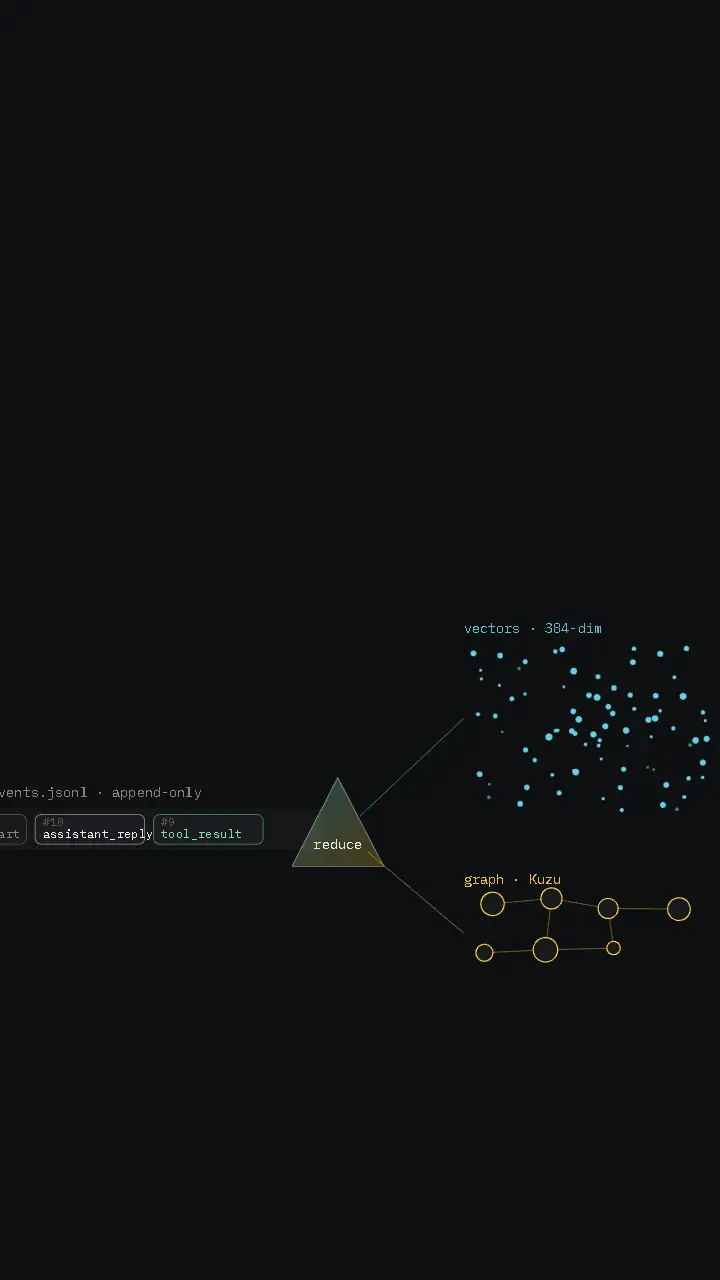 vectors · 384-dim
vents.jsonl · append-only
#10
#9
art
assistant_reply
tool_result
reduce
graph · Kuzu